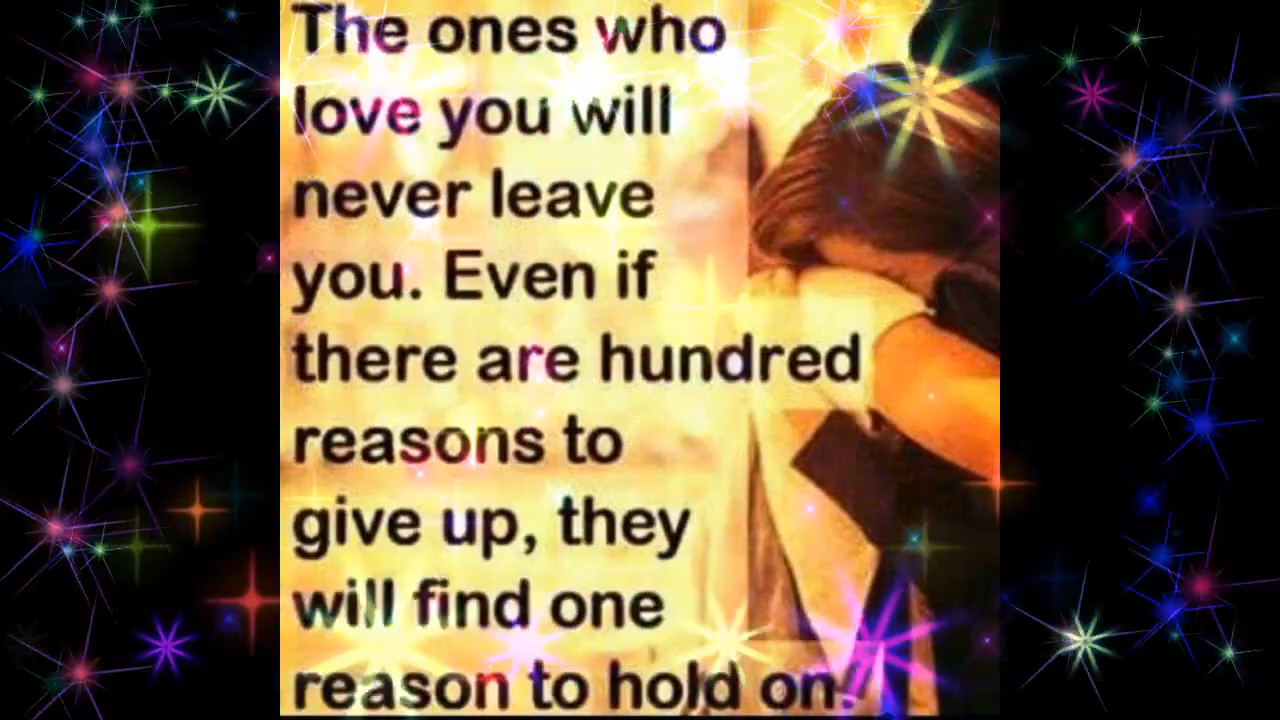 The ones who
love you will
never leave
you. Even if
there are hundred
reasons to
give up, they
will find one
reason to hold on.